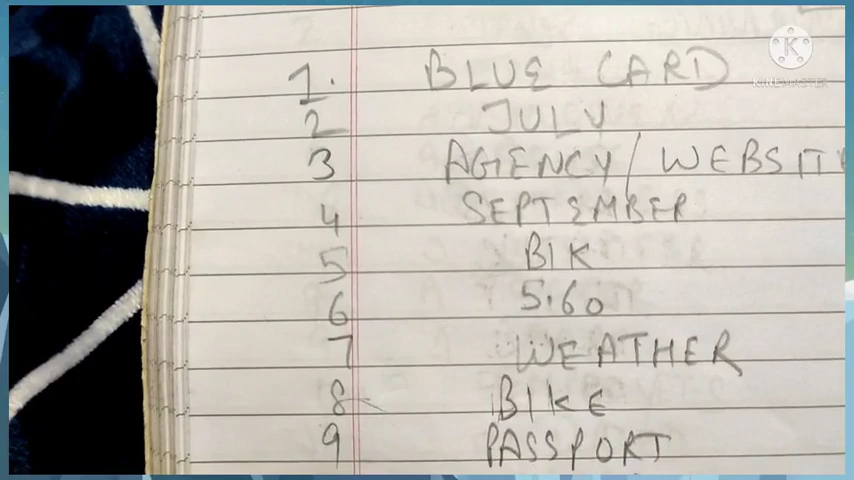 1. BLUE CARD
2 JULY
3 AGENCY/WEBSIT
4 SEPTEMBER
5 BIK
6 5.60
7 WEATHER
8 BIKE
9 PASSPORT
K
KINEMASTER